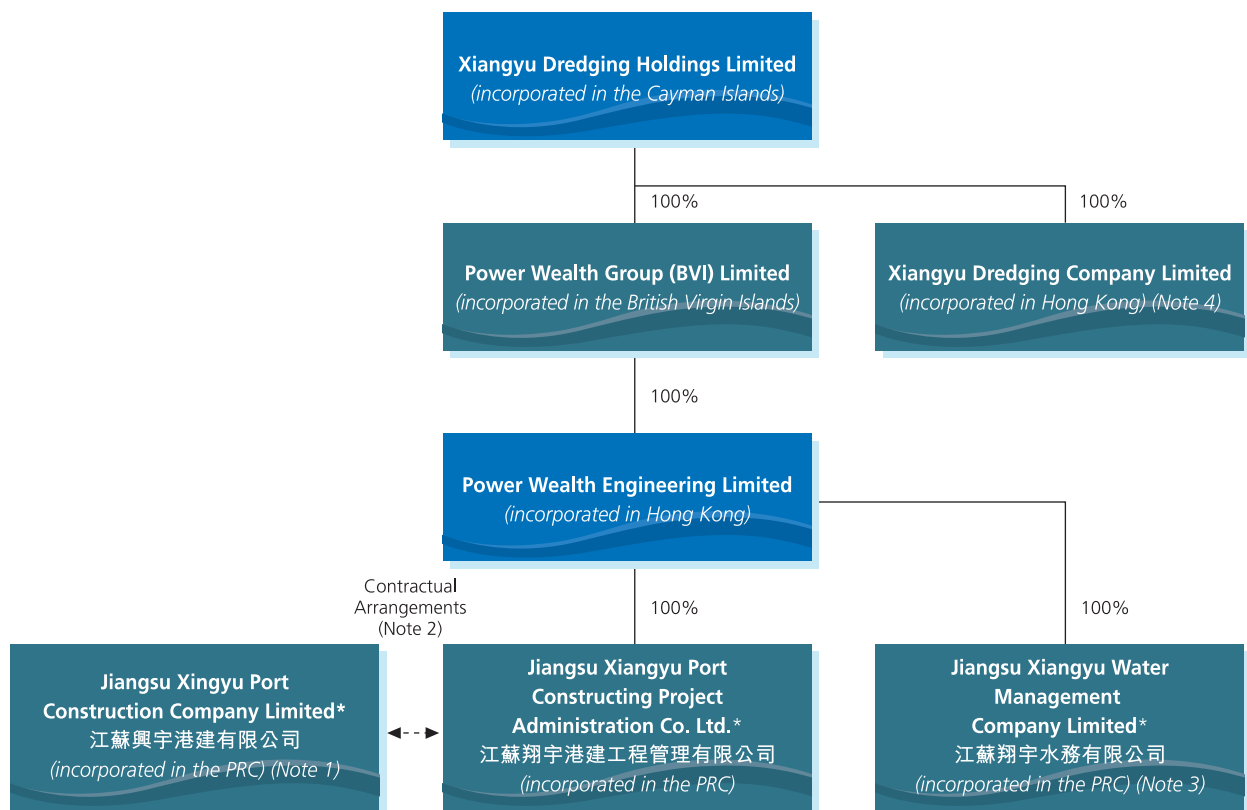 Xiangyu Dredging Holdings Limited
(incorporated in the Cayman Islands)
100%
100%
Power Wealth Group (BVI) Limited
(incorporated in the British Virgin Islands)
Xiangyu Dredging Company Limited
(incorporated in Hong Kong) (Note 4)
100%
Power Wealth Engineering Limited
(incorporated in Hong Kong)
Contractual
Arrangements
(Note 2)
100%
100%
Jiangsu Xingyu Port
Construction Company Limited*
江蘇興宇港建有限公司
(incorporated in the PRC) (Note 1)
Jiangsu Xiangyu Port
Constructing Project
Administration Co. Ltd.*
江蘇翔宇港建工程管理有限公司
(incorporated in the PRC)
Jiangsu Xiangyu Water
Management
Company Limited*
江蘇翔宇水務有限公司
(incorporated in the PRC) (Note 3)